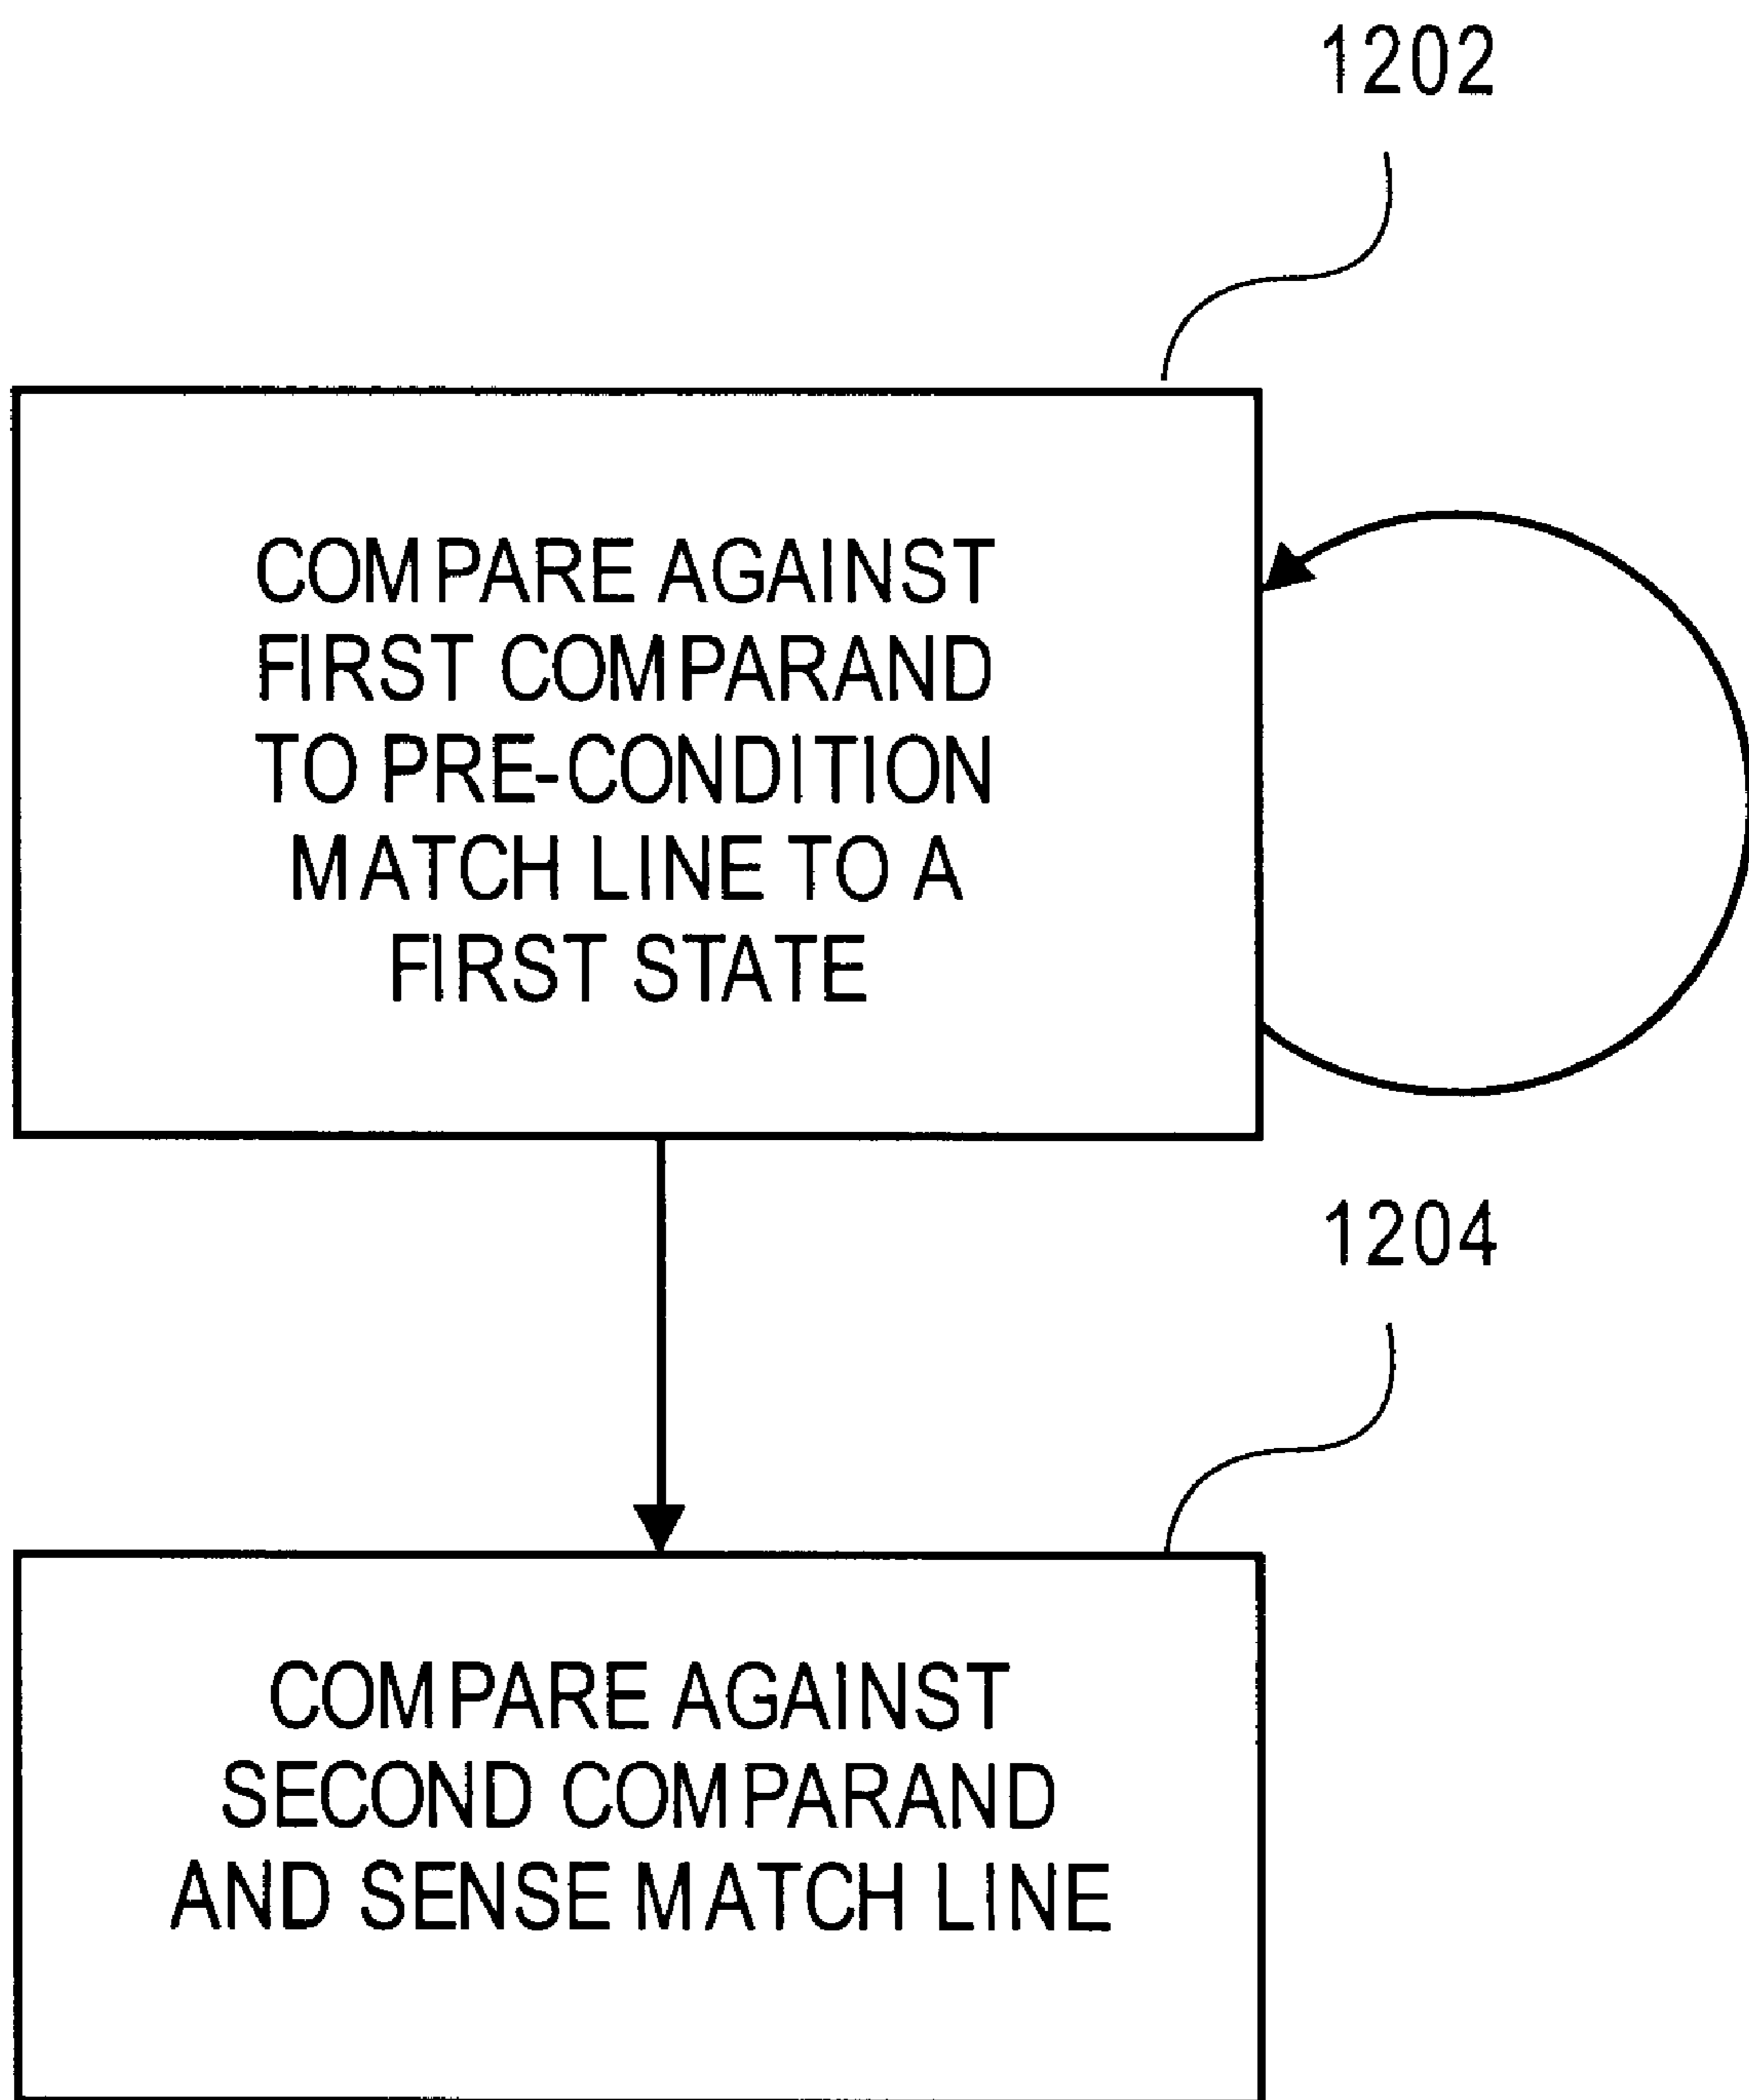 1202
COMPARE AGAINST
FIRST COMPARAND
TO PRE-CONDITION
MATCH LINE TO A
FIRST STATE
1204
COMPARE AGAINST
SECOND COMPARAND
AND SENSE MATCH LINE